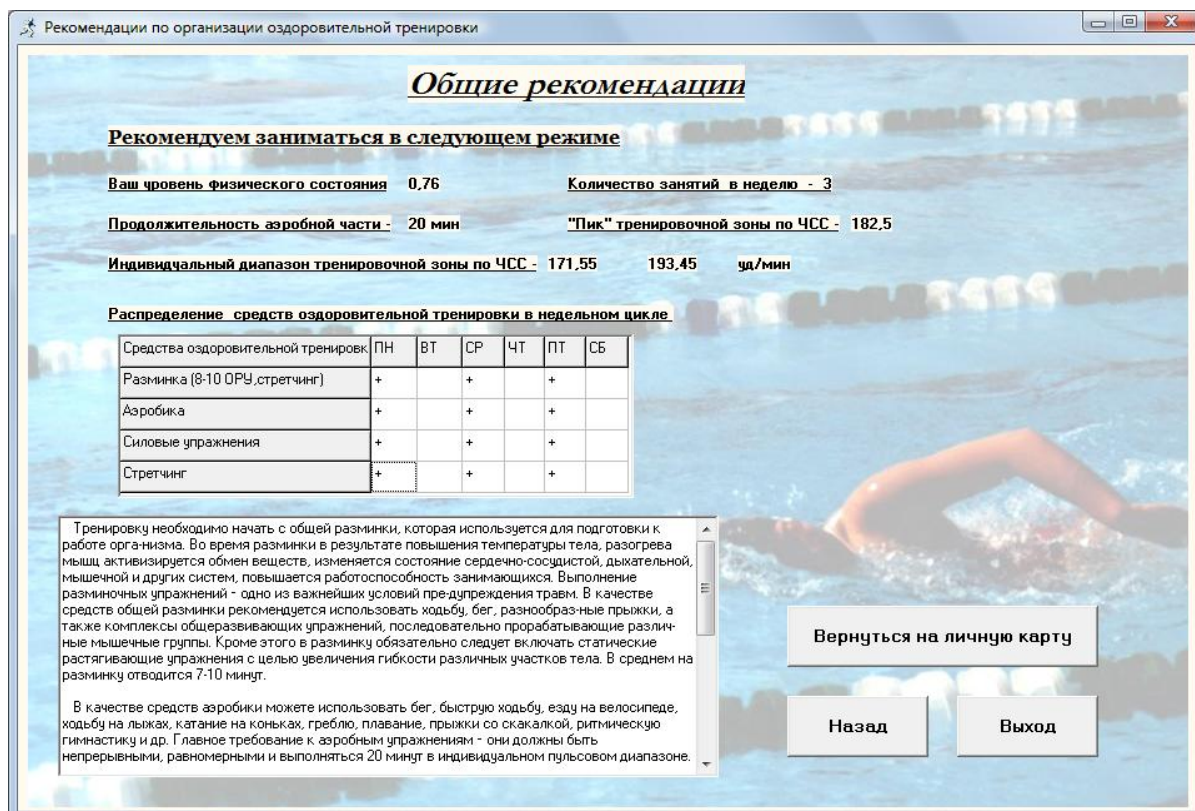 Рекомендации по организации оздоровительной тренировки
Общие рекомендации
Рекомендуем заниматься в следующем режиме
Ваш уровень физического состояния 0,76 Количество занятий в неделю - 3
Продолжительность аэробной части - 20 мин "Пик" тренировочной зоны по ЧСС - 182,5
Индивидуальный диапазон тренировочной зоны по ЧСС - 171,55 193,45 уд/мин
Распределение средств оздоровительной тренировки в недельном цикле
Средства оздоровительной тренировк ПН ВТ СР ЧТ ПТ СБ
Разминка (8-10 ОРУ,стретчинг) + + +
Аэробика + + +
Силовые упражнения + + +
Стретчинг + + +
Тренировку необходимо начать с общей разминки, которая используется для подготовки к
работе орга-низма. Во время разминки в результате повышения температуры тела, разогрева
мышц активизируется обмен веществ, изменяется состояние сердечно-сосудистой, дыхательной,
мышечной и других систем, повышается работоспособность занимающихся. Выполнение
разминочных упражнений - одно из важнейших условий пре-дупреждения травм. В качестве
средств общей разминки рекомендуется использовать ходьбу, бег, разнообраз-ные прыжки, а
также комплексы общеразвивающих упражнений, последовательно прорабатывающие различ-
ные мышечные группы. Кроме этого в разминку обязательно следует включать статические
растягивающие упражнения с целью увеличения гибкости различных участков тела. В среднем на
разминку отводится 7-10 минут.
В качестве средств аэробики можете использовать бег, быструю ходьбу, езду на велосипеде,
ходьбу на лыжах, катание на коньках, греблю, плавание, прыжки со скакалкой, ритмическую
гимнастику и др. Главное требование к аэробным упражнениям - они должны быть
непрерывными, равномерными и выполняться 20 минут в индивидуальном пульсовом диапазоне.
Вернуться на личную карту
Назад Выход